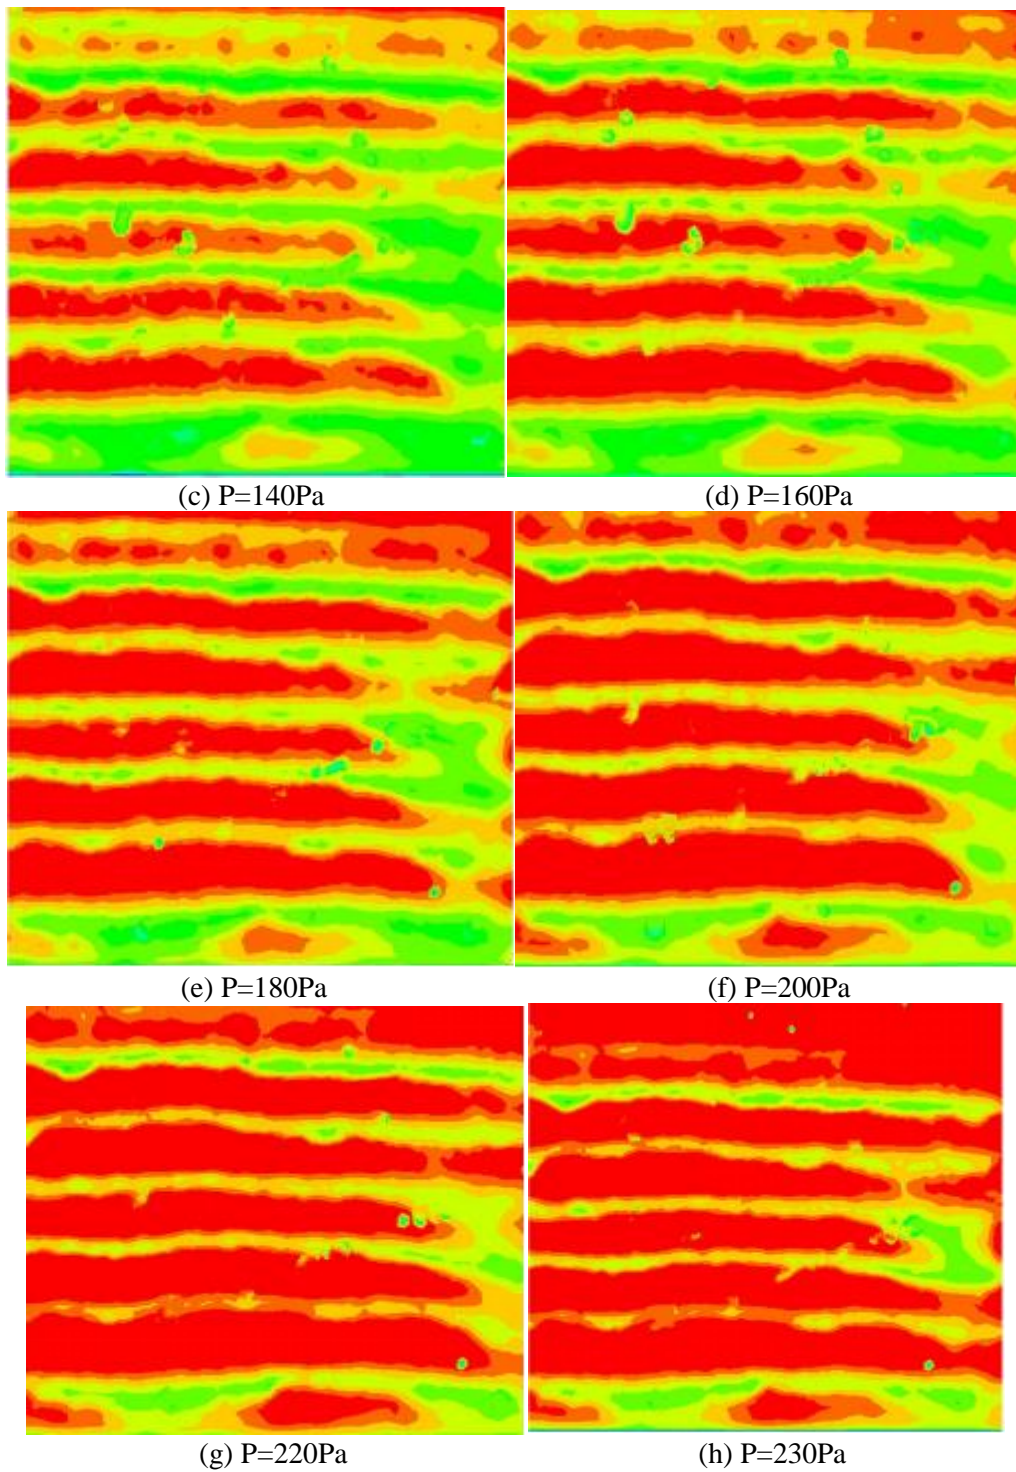 (c) P=140Pa
(d) P=160Pa
(e) P=180Pa
(f) P=200Pa
(g) P=220Pa
(h) P=230Pa